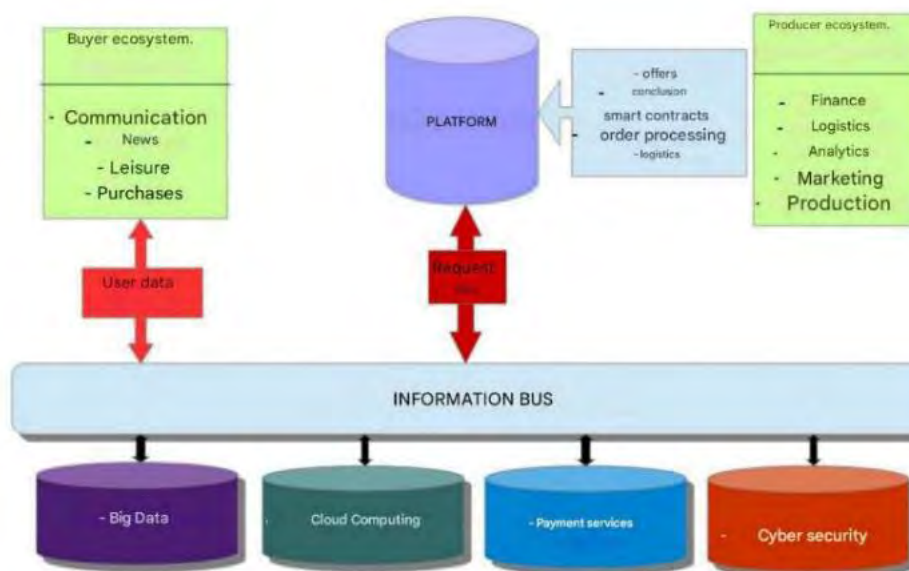 Buyer ecosystem.
- Communication
- News
- Leisure
- Purchases
PLATFORM
- offers
- conclusion
smart contracts
- order processing
- logistics
Producer ecosystem.
- Finance
- Logistics
- Analytics
- Marketing
- Production
User data
Request
INFORMATION BUS
- Big Data
Cloud Computing
- Payment services
- Cyber security